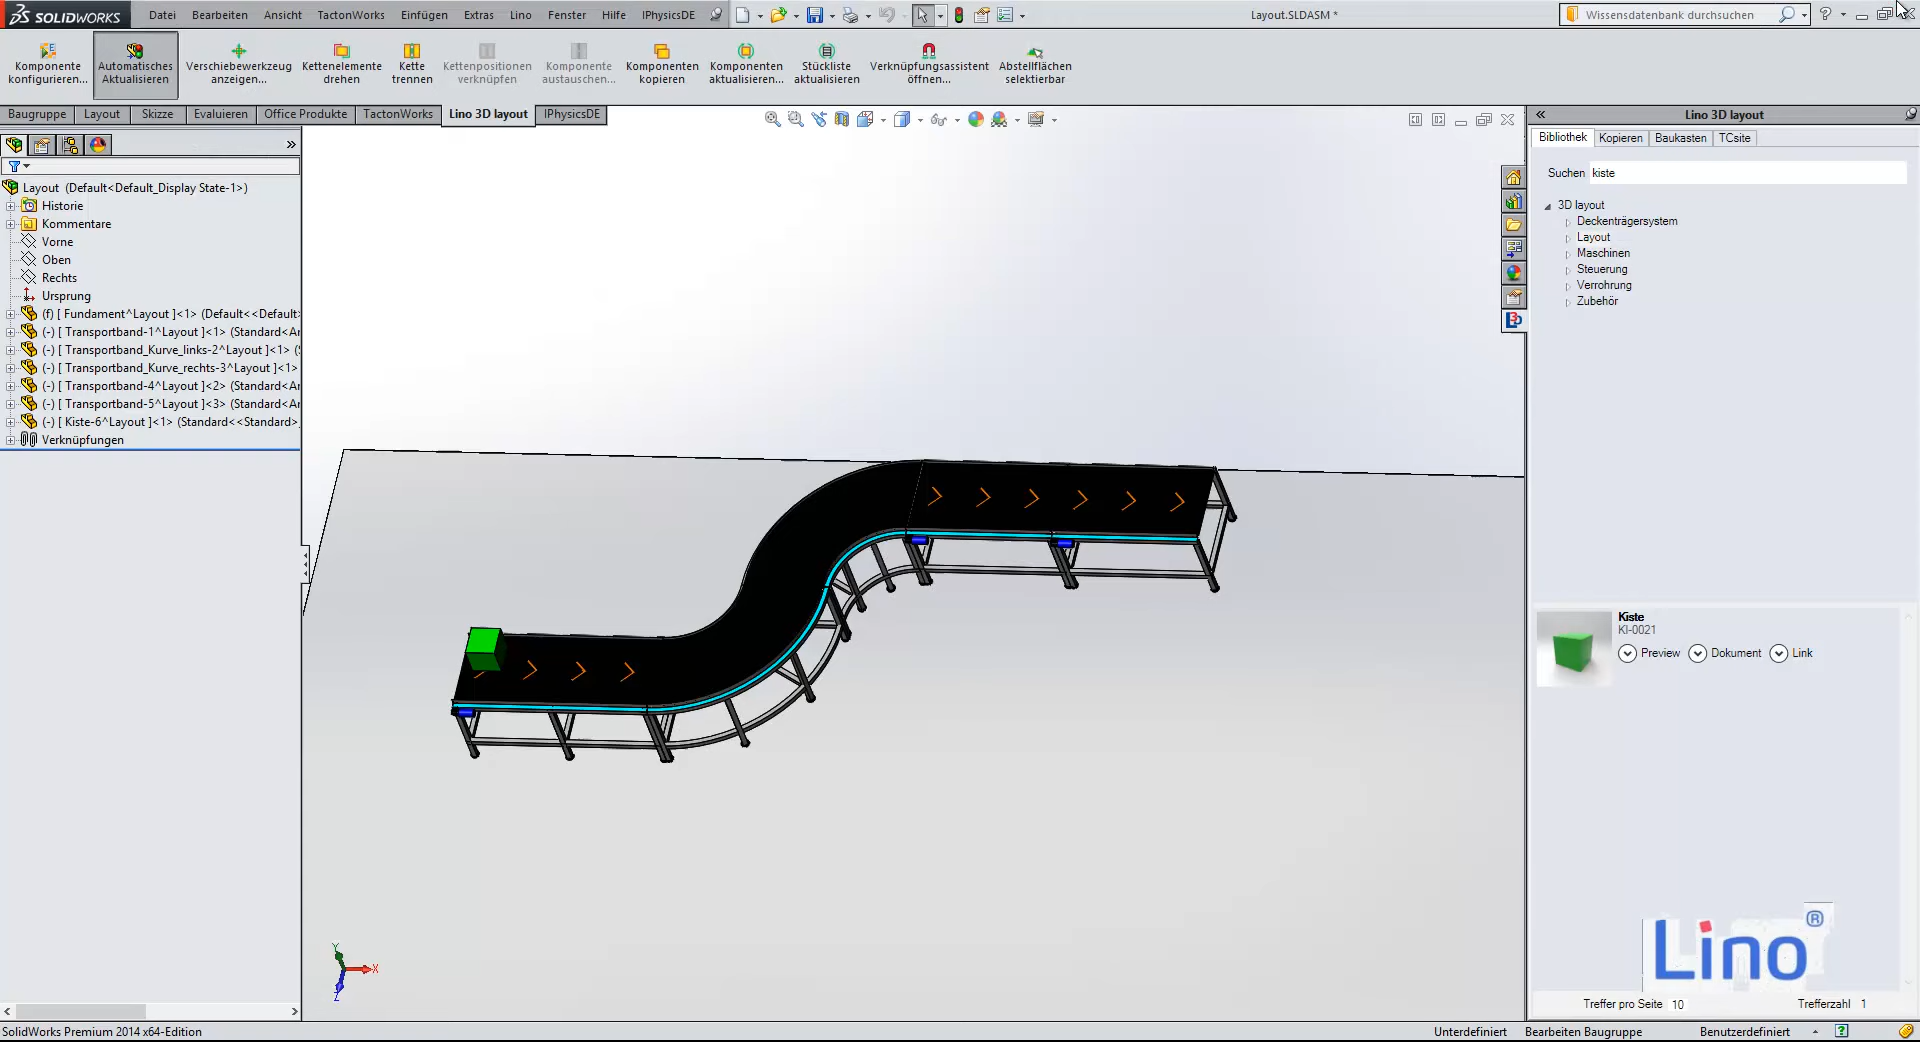 SOLIDWORKS
Datei
Bearbeiten
Ansicht
TactonWorks
Einfügen
Extras
Lino
Fenster
Hilfe
IPhysicsDE
Layout.SLDASM *
Wissensdatenbank durchsuchen
Komponente konfigurieren...
Automatisches Aktualisieren
Verschiebewerkzeug anzeigen...
Kettenelemente drehen
Kette trennen
Kettenpositionen verknüpfen
Komponente austauschen...
Komponenten kopieren
Komponenten aktualisieren...
Stückliste aktualisieren
Verknüpfungsassistent öffnen...
Abstellflächen selektierbar
Baugruppe
Layout
Skizze
Evaluieren
Office Produkte
TactonWorks
Lino 3D layout
IPhysicsDE
Layout (Default<Default_Display State-1>)
Historie
Kommentare
Vorne
Oben
Rechts
Ursprung
(f) [ Fundament^Layout ]<1> (Default<<Default
(-) [ Transportband-1^Layout ]<1> (Standard<Ar
(-) [ Transportband_Kurve_links-2^Layout ]<1> (
(-) [ Transportband_Kurve_rechts-3^Layout ]<1>
(-) [ Transportband-4^Layout ]<2> (Standard<Ar
(-) [ Transportband-5^Layout ]<3> (Standard<Ar
(-) [ Kiste-6^Layout ]<1> (Standard<<Standard>
Verknüpfungen
Y
X
Z
Lino 3D layout
Bibliothek
Kopieren
Baukasten
TCsite
Suchen kiste
3D layout
Deckenträgersystem
Layout
Maschinen
Steuerung
Verrohrung
Zubehör
Kiste
KI-0021
Preview
Dokument
Link
Lino ®
Treffer pro Seite 10
Trefferzahl 1
SolidWorks Premium 2014 x64-Edition
Unterdefiniert
Bearbeiten Baugruppe
Benutzerdefiniert